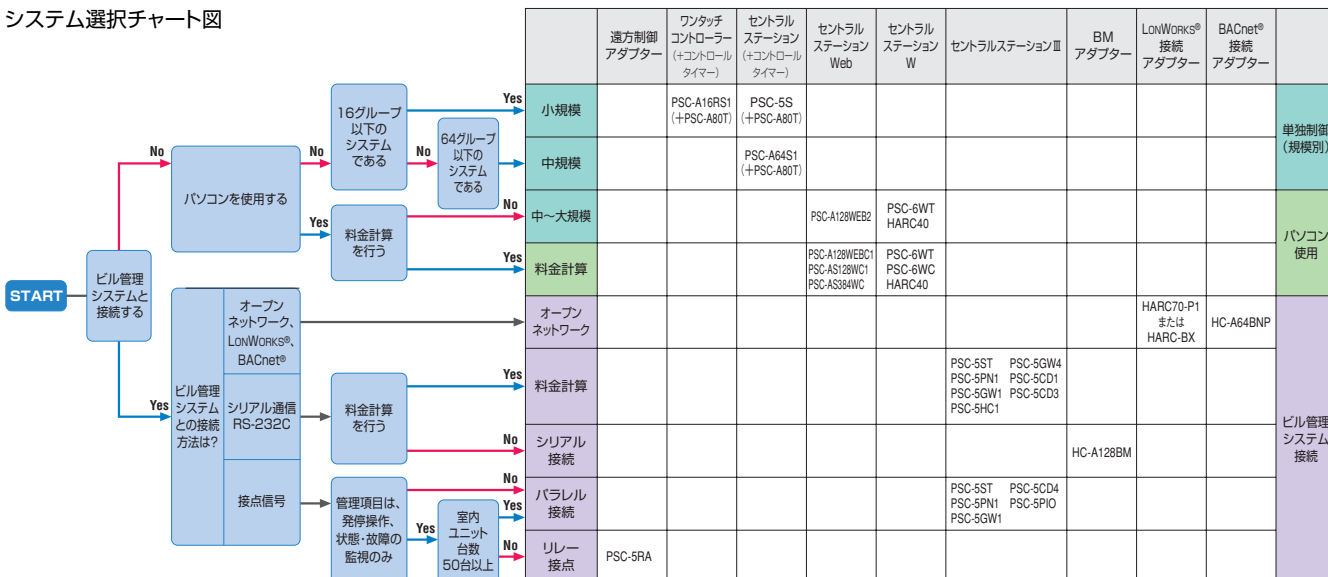 システム選択チャート図
遠方制御
アダプター
ワンタッチ
コントローラー
(+コントロール
タイマー)
セントラル
ステーション
(+コントロール
タイマー)
セントラル
ステーション
Web
セントラル
ステーション
W
セントラルステーションⅢ
BM
アダプター
LONWORKS®
接続
アダプター
BACnet®
接続
アダプター
START
ビル管理
システムと
接続する
No
パソコンを使用する
No
16グループ
以下の
システム
である
No
64グループ
以下の
システム
である
Yes
Yes
料金計算
を行う
No
Yes
Yes
ビル管理
システム
との接続
方法は?
オープン
ネットワーク、
LONWORKS®、
BACnet®
シリアル通信
RS-232C
接点信号
料金計算
を行う
Yes
No
管理項目は、
発停操作、
状態・故障の
監視のみ
No
Yes
室内
ユニット
台数
50台以上
Yes
No
小規模
PSC-A16RS1
(+PSC-A80T)
PSC-5S
(+PSC-A80T)
中規模
PSC-A64S1
(+PSC-A80T)
単独制御
(規模別)
中〜大規模
PSC-A128WEB2
PSC-6WT
HARC40
料金計算
PSC-A128WEBC1
PSC-AS128WC1
PSC-AS384WC
PSC-6WT
PSC-6WC
HARC40
パソコン
使用
オープン
ネットワーク
HARC70-P1
または
HARC-BX
HC-A64BNP
料金計算
PSC-5ST PSC-5GW4
PSC-5PN1 PSC-5CD1
PSC-5GW1 PSC-5CD3
PSC-5HC1
シリアル
接続
HC-A128BM
パラレル
接続
PSC-5ST PSC-5CD4
PSC-5PN1 PSC-5PIO
PSC-5GW1
リレー
接点
PSC-5RA
ビル管理
システム
接続